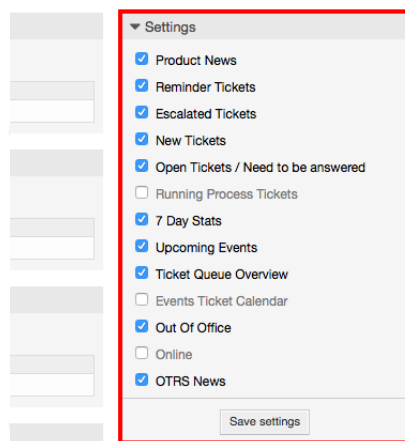 Settings
Product News
Reminder Tickets
Escalated Tickets
New Tickets
Open Tickets / Need to be answered
Running Process Tickets
7 Day Stats
Upcoming Events
Ticket Queue Overview
Events Ticket Calendar
Out Of Office
Online
OTRS News
Save settings